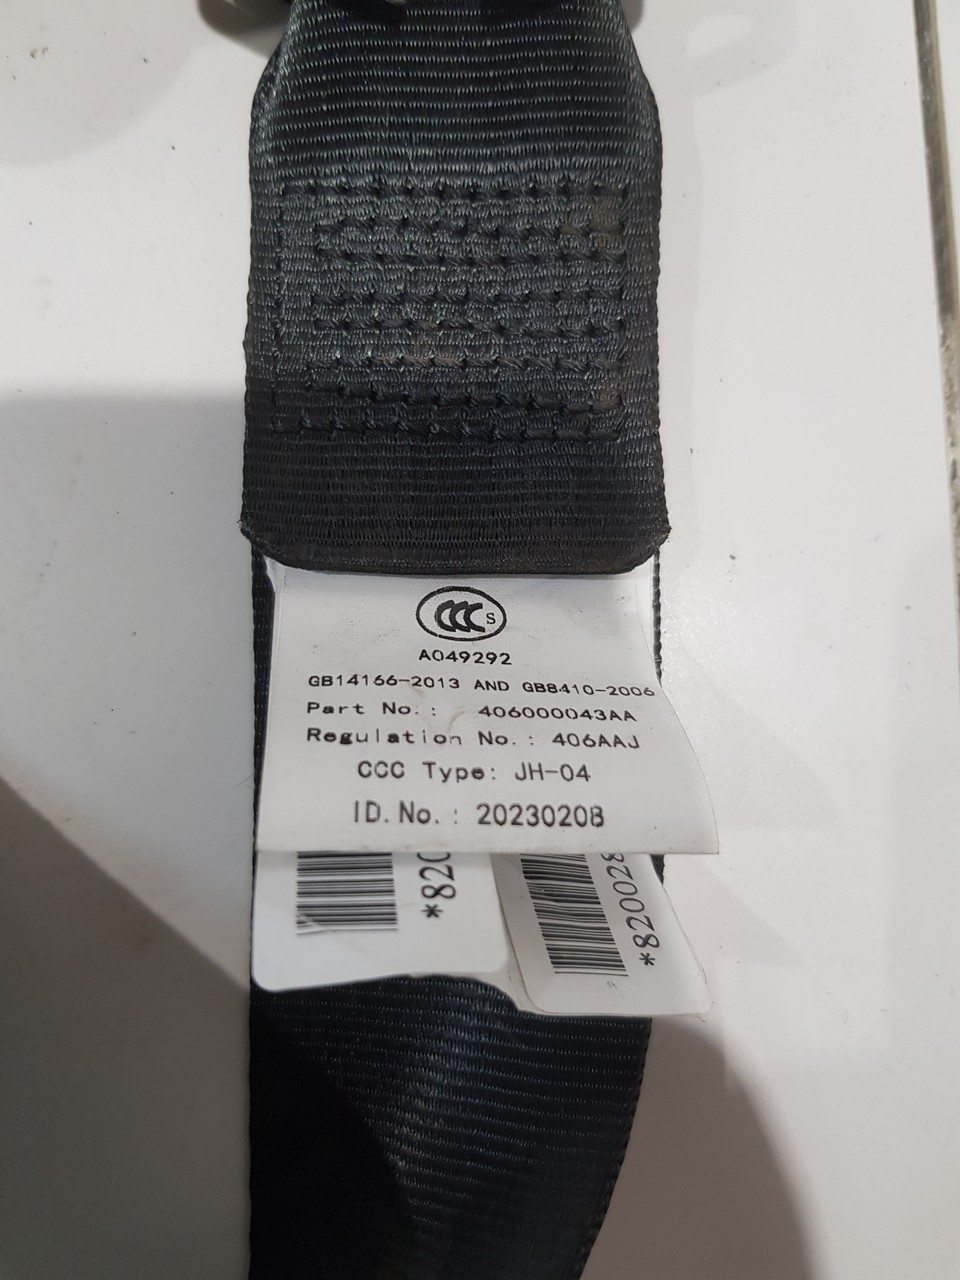 CCC S
A049292
GB14166-2013 AND GB8410-2006
Part No.: 406000043AA
Regulation No.: 406AAJ
CCC Type: JH-04
ID.No.: 20230208
*820
*820028